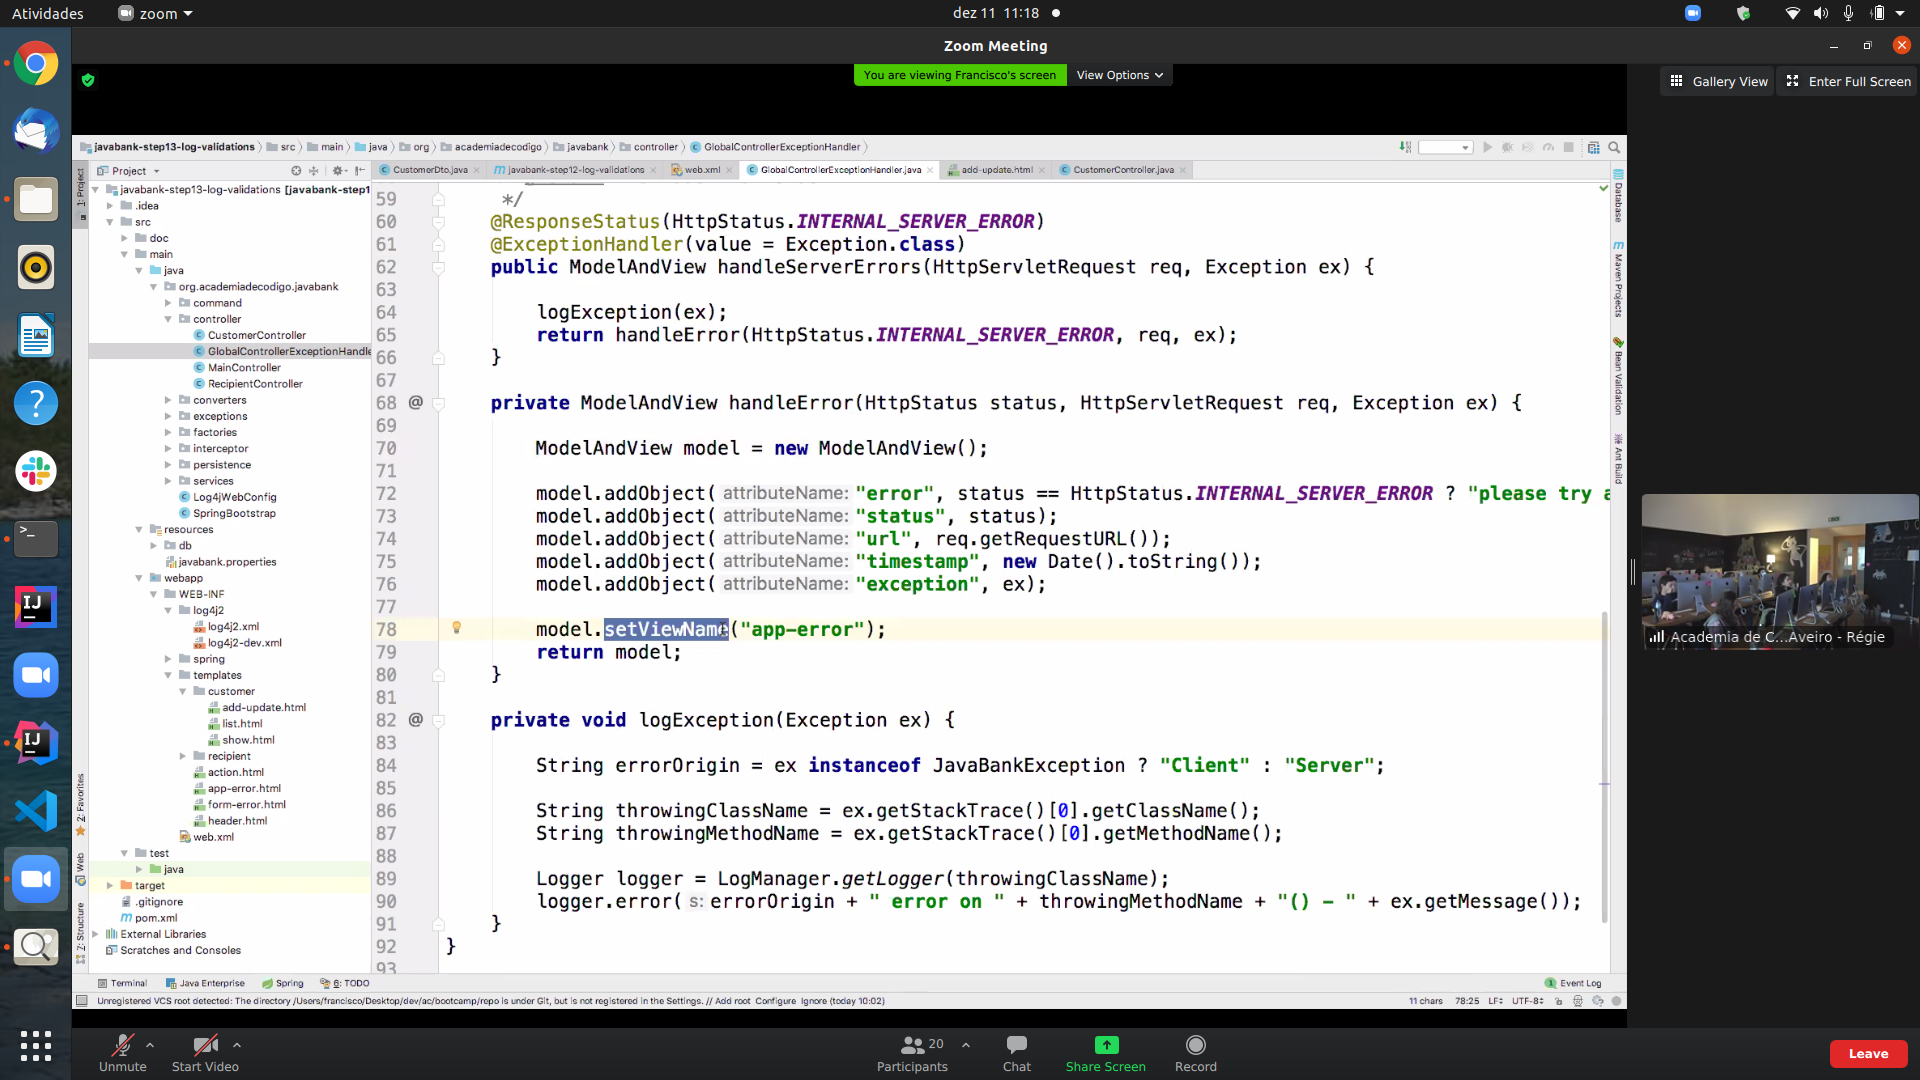 Atividades
zoom
dez 11 11:18
Zoom Meeting
You are viewing Francisco's screen
View Options
Gallery View
Enter Full Screen
javabank-step13-log-validations
src
main
java
org
academiadecodigo
javabank
controller
GlobalControllerExceptionHandler
Project
CustomerDto.java
javabank-step12-log-validations
web.xml
GlobalControllerExceptionHandler.java
add-update.html
CustomerController.java
1: Project
javabank-step13-log-validations [javabank-step1
.idea
src
doc
main
java
org.academiadecodigo.javabank
command
controller
CustomerController
GlobalControllerExceptionHandle
MainController
RecipientController
converters
exceptions
factories
interceptor
persistence
services
Log4jWebConfig
SpringBootstrap
resources
db
javabank.properties
webapp
WEB-INF
log4j2
log4j2.xml
log4j2-dev.xml
spring
templates
customer
add-update.html
list.html
show.html
recipient
action.html
app-error.html
form-error.html
header.html
web.xml
test
java
target
.gitignore
pom.xml
External Libraries
Scratches and Consoles
2: Favorites
Web
7: Structure
59 */
60 @ResponseStatus(HttpStatus.INTERNAL_SERVER_ERROR)
61 @ExceptionHandler(value = Exception.class)
62 public ModelAndView handleServerErrors(HttpServletRequest req, Exception ex) {
63
64 logException(ex);
65 return handleError(HttpStatus.INTERNAL_SERVER_ERROR, req, ex);
66 }
67
68 @ private ModelAndView handleError(HttpStatus status, HttpServletRequest req, Exception ex) {
69
70 ModelAndView model = new ModelAndView();
71
72 model.addObject( attributeName: "error", status == HttpStatus.INTERNAL_SERVER_ERROR ? "please try a
73 model.addObject( attributeName: "status", status);
74 model.addObject( attributeName: "url", req.getRequestURL());
75 model.addObject( attributeName: "timestamp", new Date().toString());
76 model.addObject( attributeName: "exception", ex);
77
78 model.setViewName("app-error");
79 return model;
80 }
81
82 @ private void logException(Exception ex) {
83
84 String errorOrigin = ex instanceof JavaBankException ? "Client" : "Server";
85
86 String throwingClassName = ex.getStackTrace()[0].getClassName();
87 String throwingMethodName = ex.getStackTrace()[0].getMethodName();
88
89 Logger logger = LogManager.getLogger(throwingClassName);
90 logger.error( s: errorOrigin + " error on " + throwingMethodName + "() - " + ex.getMessage());
91 }
92 }
93
Database
Maven Projects
Bean Validation
Ant Build
Terminal
Java Enterprise
Spring
6: TODO
1 Event Log
Unregistered VCS root detected: The directory /Users/francisco/Desktop/dev/ac/bootcamp/repo is under Git, but is not registered in the Settings. // Add root Configure Ignore (today 10:02)
11 chars
78:25
LF
UTF-8
Academia de C...Aveiro - Régie
Unmute
Start Video
20
Participants
Chat
Share Screen
Record
Leave